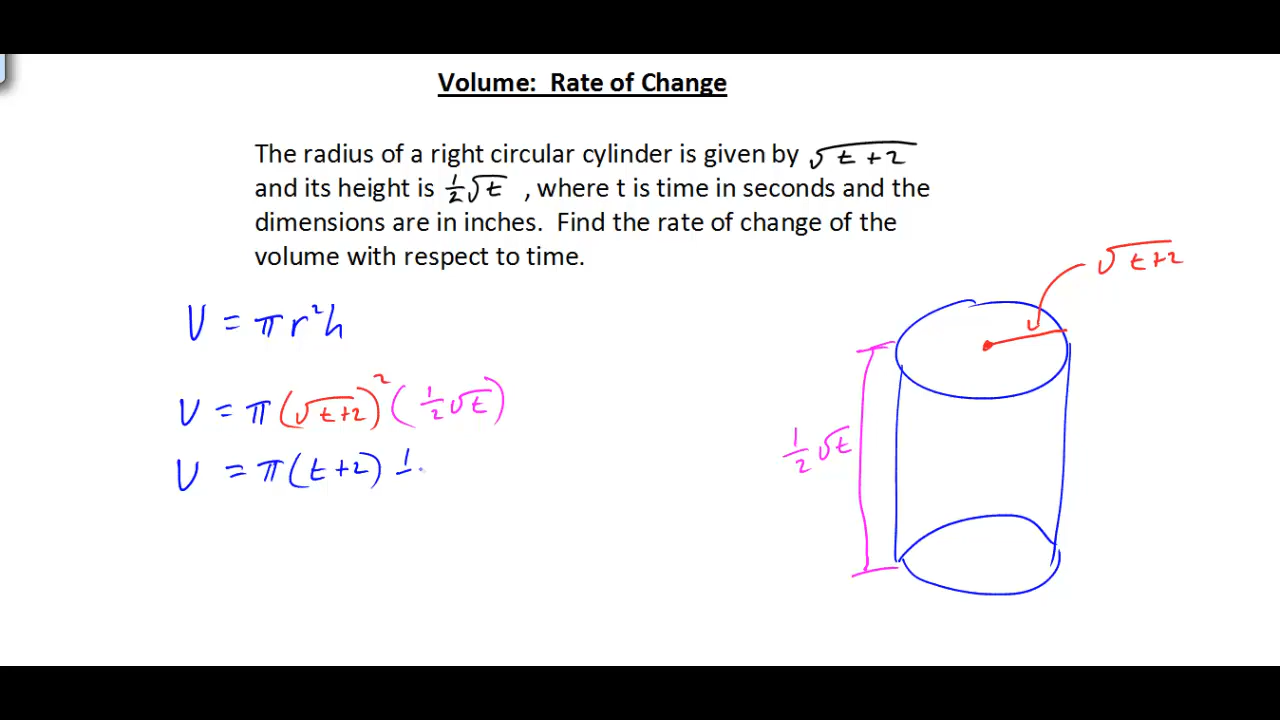 Volume: Rate of Change
The radius of a right circular cylinder is given by √(t+2)
and its height is 1/2 √t , where t is time in seconds and the
dimensions are in inches. Find the rate of change of the
volume with respect to time.
√(t+2)
V = πr²h
V = π(√(t+2))²(1/2 √t)
1/2 √t
V = π(t+2) 1